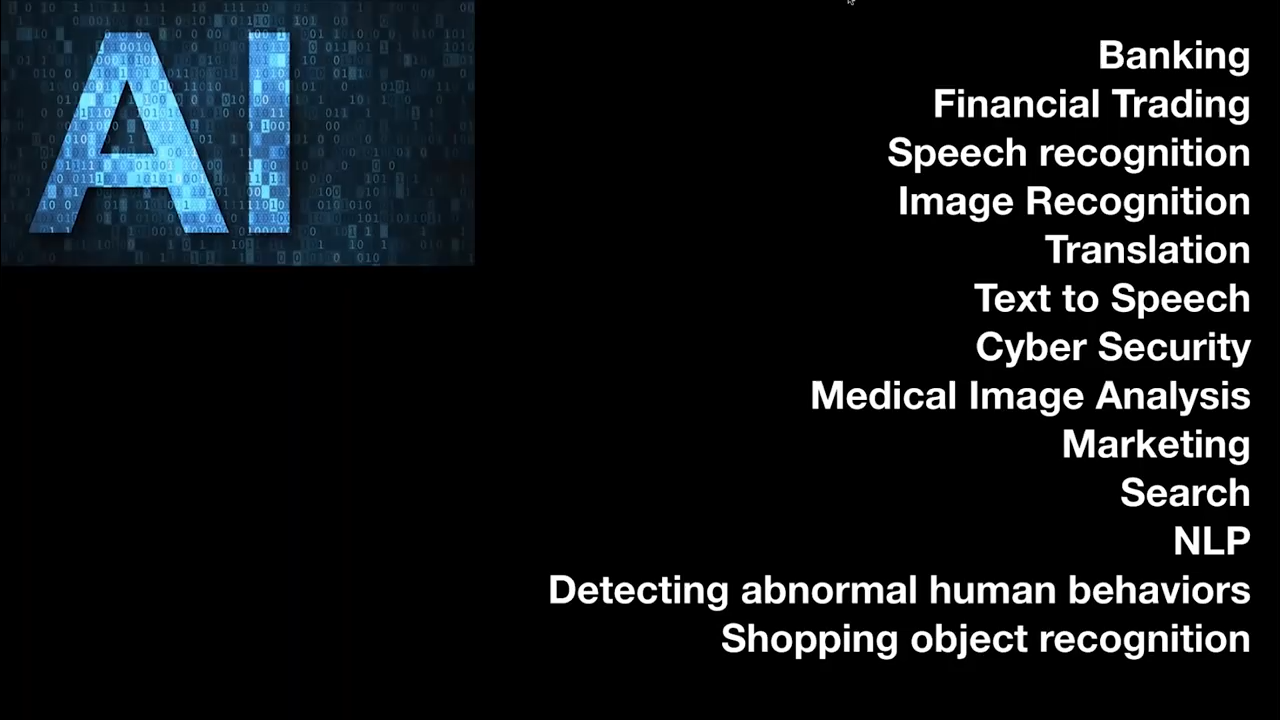 AI
Banking
Financial Trading
Speech recognition
Image Recognition
Translation
Text to Speech
Cyber Security
Medical Image Analysis
Marketing
Search
NLP
Detecting abnormal human behaviors
Shopping object recognition